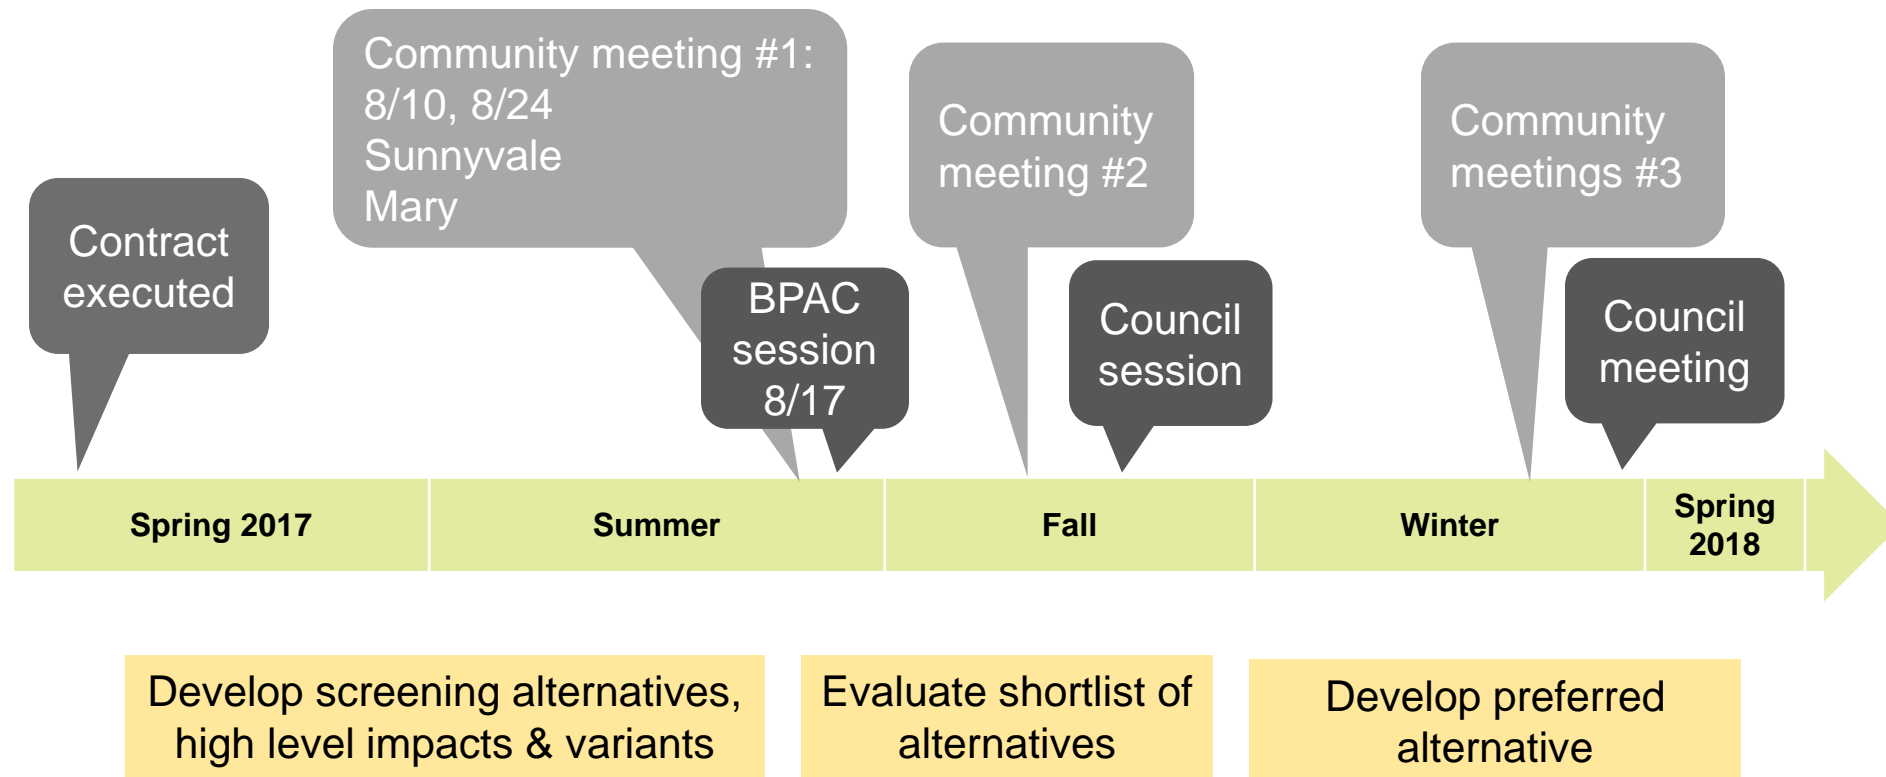 Community meeting #1:
8/10, 8/24
Sunnyvale
Mary
Community
meeting #2
Community
meetings #3
Contract
executed
BPAC
session
8/17
Council
session
Council
meeting
Spring 2017
Summer
Fall
Winter
Spring
2018
Develop screening alternatives,
high level impacts & variants
Evaluate shortlist of
alternatives
Develop preferred
alternative